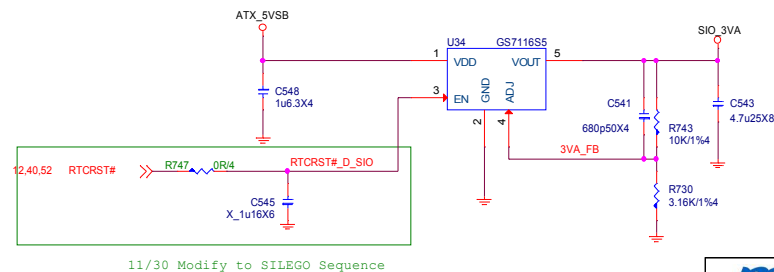 ATX_5VSB
SIO_3VA
U34 GS7116S5
1 VDD VOUT 5
3 EN GND ADJ
2 4
C548
1u6.3X4
C541
680p50X4
R743
10K/1%4
C543
4.7u25X8
3VA_FB
R730
3.16K/1%4
12,40,52 RTCRST# R747 0R/4 RTCRST#_D_SIO
C545
X_1u16X6
11/30 Modify to SILEGO Sequence